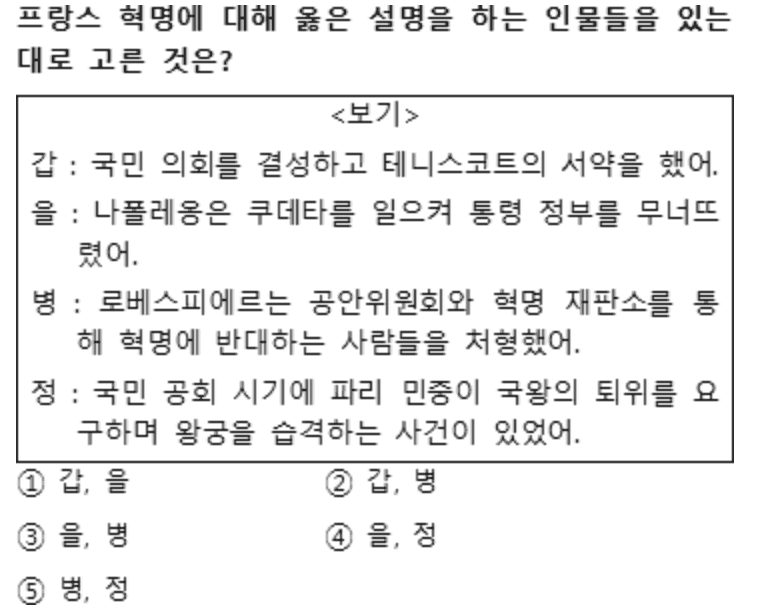 프랑스 혁명에 대해 옳은 설명을 하는 인물들을 있는
대로 고른 것은?
<보기>
갑 : 국민 의회를 결성하고 테니스코트의 서약을 했어.
을 : 나폴레옹은 쿠데타를 일으켜 통령 정부를 무너뜨
렸어.
병 : 로베스피에르는 공안위원회와 혁명 재판소를 통
해 혁명에 반대하는 사람들을 처형했어.
정 : 국민 공회 시기에 파리 민중이 국왕의 퇴위를 요
구하며 왕궁을 습격하는 사건이 있었어.
① 갑, 을 ② 갑, 병
③ 을, 병 ④ 을, 정
⑤ 병, 정